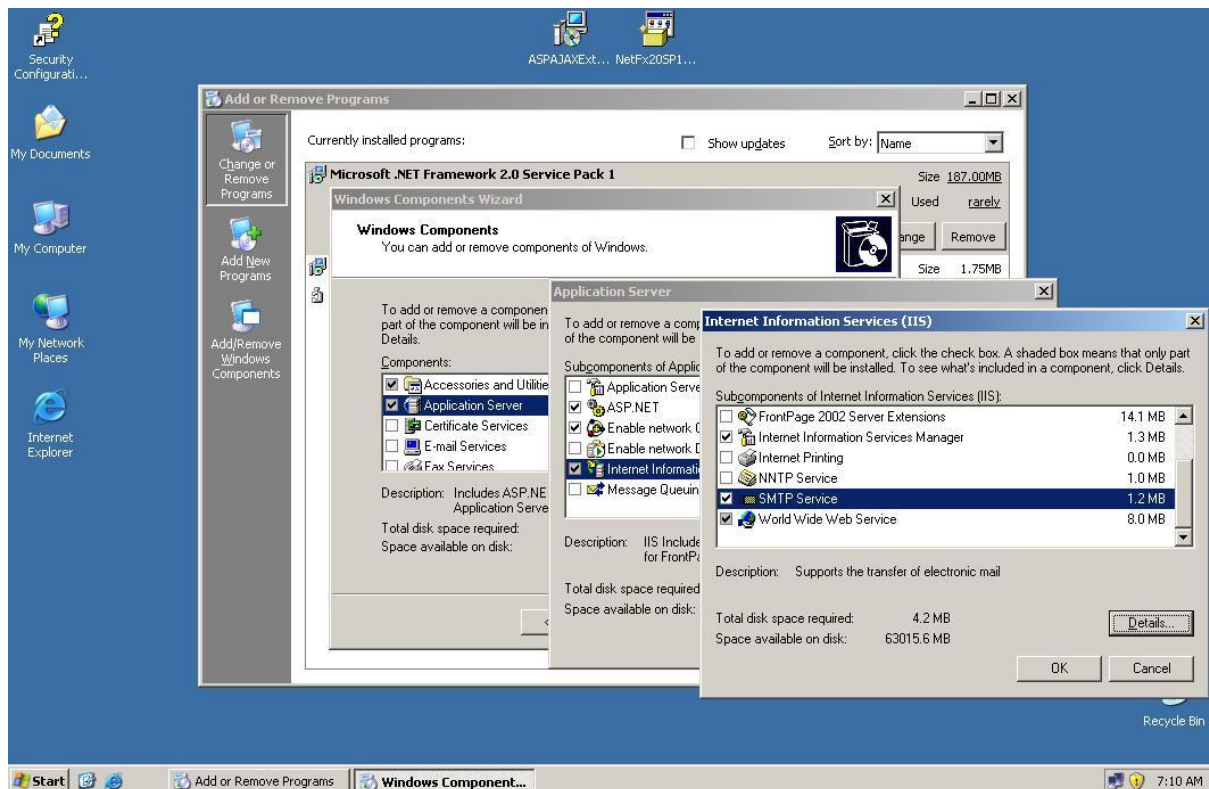 Security
Configurati...
My Documents
My Computer
My Network
Places
Internet
Explorer
ASPAJAXExt...
NetFx20SP1...
Add or Remove Programs
Change or
Remove
Programs
Add New
Programs
Add/Remove
Windows
Components
Currently installed programs:
Show updates
Sort by: Name
Microsoft .NET Framework 2.0 Service Pack 1
Size 187.00MB
Used rarely
ange
Remove
Size 1.75MB
Windows Components Wizard
Windows Components
You can add or remove components of Windows.
To add or remove a componen
part of the component will be in
Details.
Components:
Accessories and Utilitie
Application Server
Certificate Services
E-mail Services
Fax Services
Description: Includes ASP.NE
Application Serve
Total disk space required:
Space available on disk:
<
Application Server
To add or remove a comp
of the component will be
Subcomponents of Applic
Application Serve
ASP.NET
Enable network C
Enable network D
Internet Informati
Message Queuin
Description: IIS Include
for FrontPa
Total disk space required
Space available on disk:
Internet Information Services (IIS)
To add or remove a component, click the check box. A shaded box means that only part
of the component will be installed. To see what's included in a component, click Details.
Subcomponents of Internet Information Services (IIS):
FrontPage 2002 Server Extensions 14.1 MB
Internet Information Services Manager 1.3 MB
Internet Printing 0.0 MB
NNTP Service 1.0 MB
SMTP Service 1.2 MB
World Wide Web Service 8.0 MB
Description: Supports the transfer of electronic mail
Total disk space required: 4.2 MB
Space available on disk: 63015.6 MB
Details...
OK
Cancel
Recycle Bin
Start
Add or Remove Programs
Windows Component...
7:10 AM